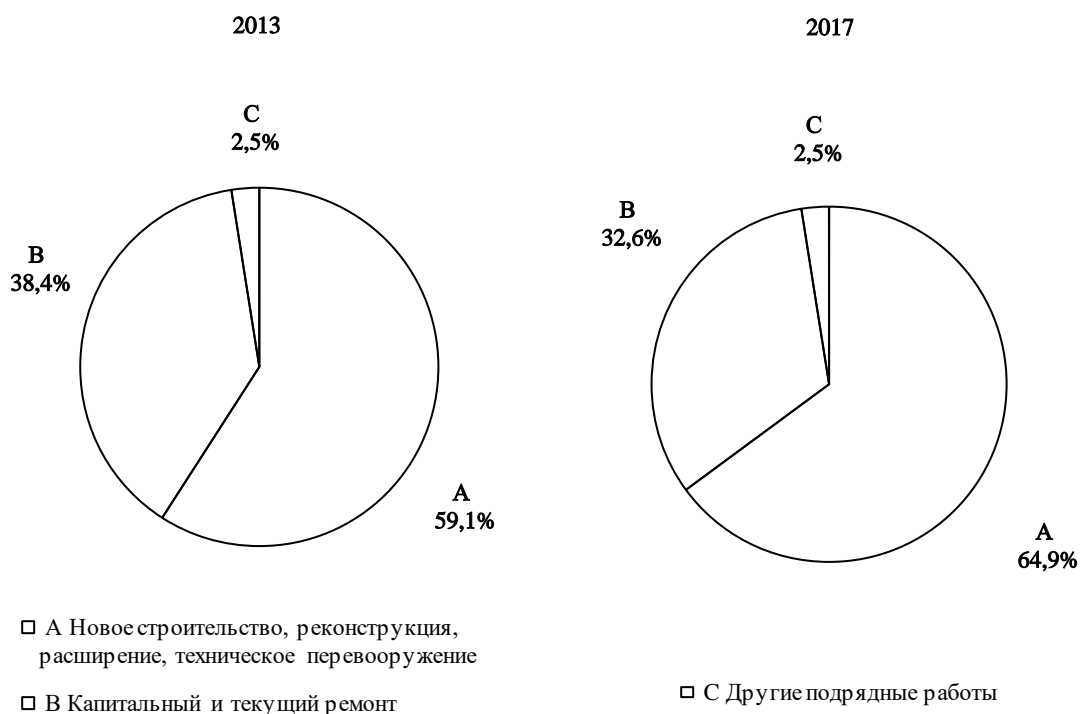 2013
2017
C
2,5%
C
2,5%
B
38,4%
B
32,6%
A
59,1%
A
64,9%
A Новое строительство, реконструкция,
расширение, техническое перевооружение
B Капитальный и текущий ремонт
C Другие подрядные работы